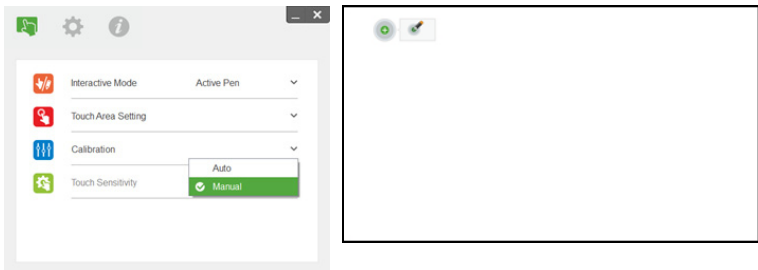 Interactive Mode Active Pen
Touch Area Setting
Calibration
Auto
Touch Sensitivity
Manual